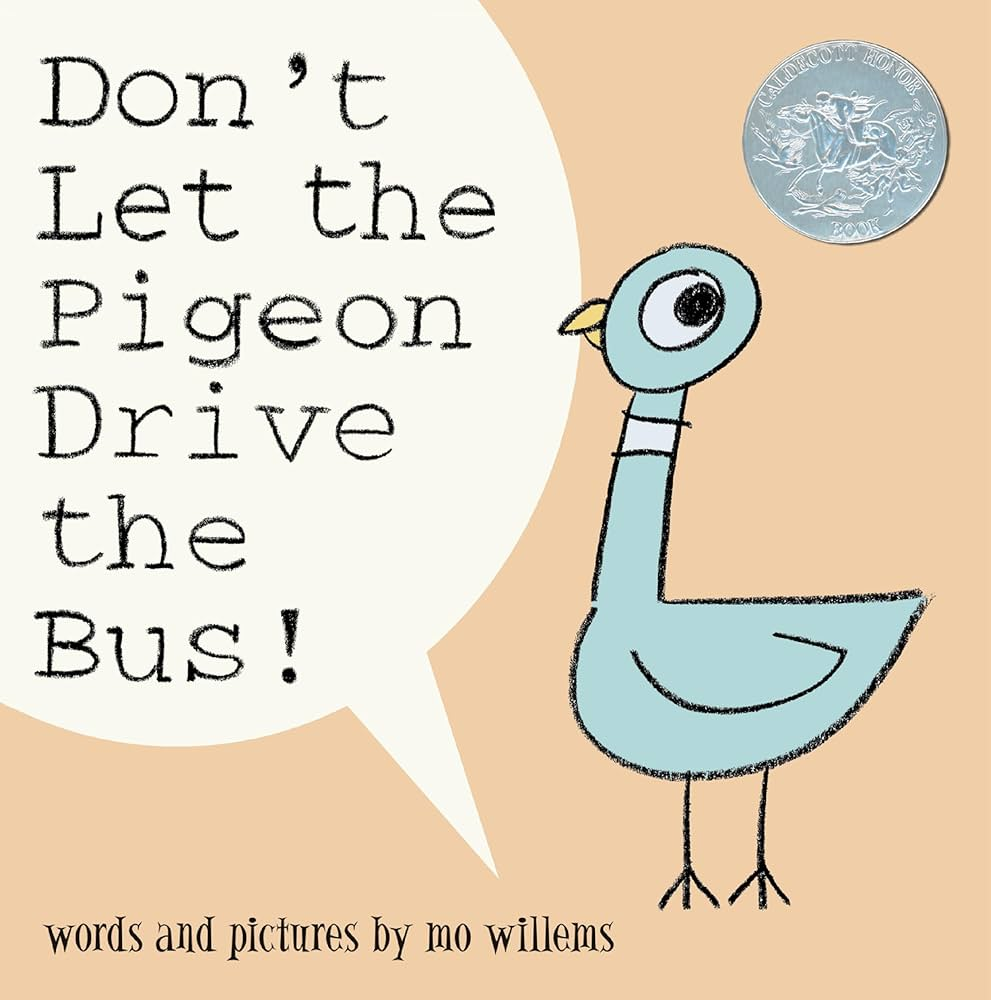 Don't
Let the
Pigeon
Drive
the
Bus!
CALDECOTT HONOR
BOOK
words and pictures by mo willems